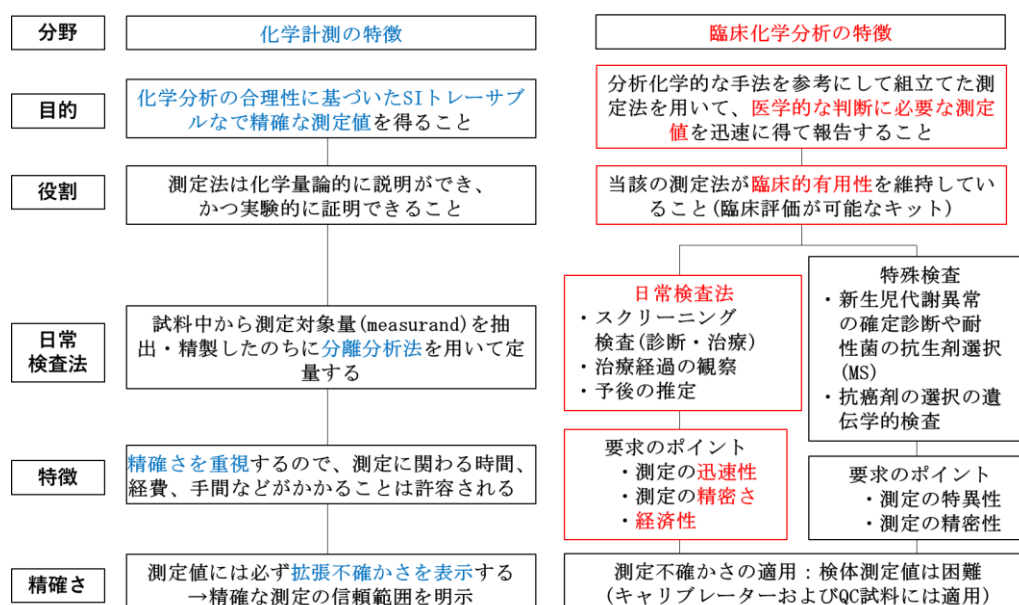 分野
化学計測の特徴
臨床化学分析の特徴
目的
化学分析の合理性に基づいたSIトレーサブ
ルなで精確な測定値を得ること
分析化学的な手法を参考にして組立てた測
定法を用いて、医学的な判断に必要な測定
値を迅速に得て報告すること
役割
測定法は化学量論的に説明ができ、
かつ実験的に証明できること
当該の測定法が臨床的有用性を維持してい
ること(臨床評価が可能なキット)
日常
検査法
試料中から測定対象量(measurand)を抽
出・精製したのちに分離分析法を用いて定
量する
日常検査法
・スクリーニング
検査(診断・治療)
・治療経過の観察
・予後の推定
特殊検査
・新生児代謝異常
の確定診断や耐
性菌の抗生剤選択
(MS)
・抗癌剤の選択の遺
伝学的検査
特徴
精確さを重視するので、測定に関わる時間、
経費、手間などがかかることは許容される
要求のポイント
・測定の迅速性
・測定の精密さ
・経済性
要求のポイント
・測定の特異性
・測定の精密性
精確さ
測定値には必ず拡張不確かさを表示する
→精確な測定の信頼範囲を明示
測定不確かさの適用：検体測定値は困難
(キャリブレーターおよびQC試料には適用)